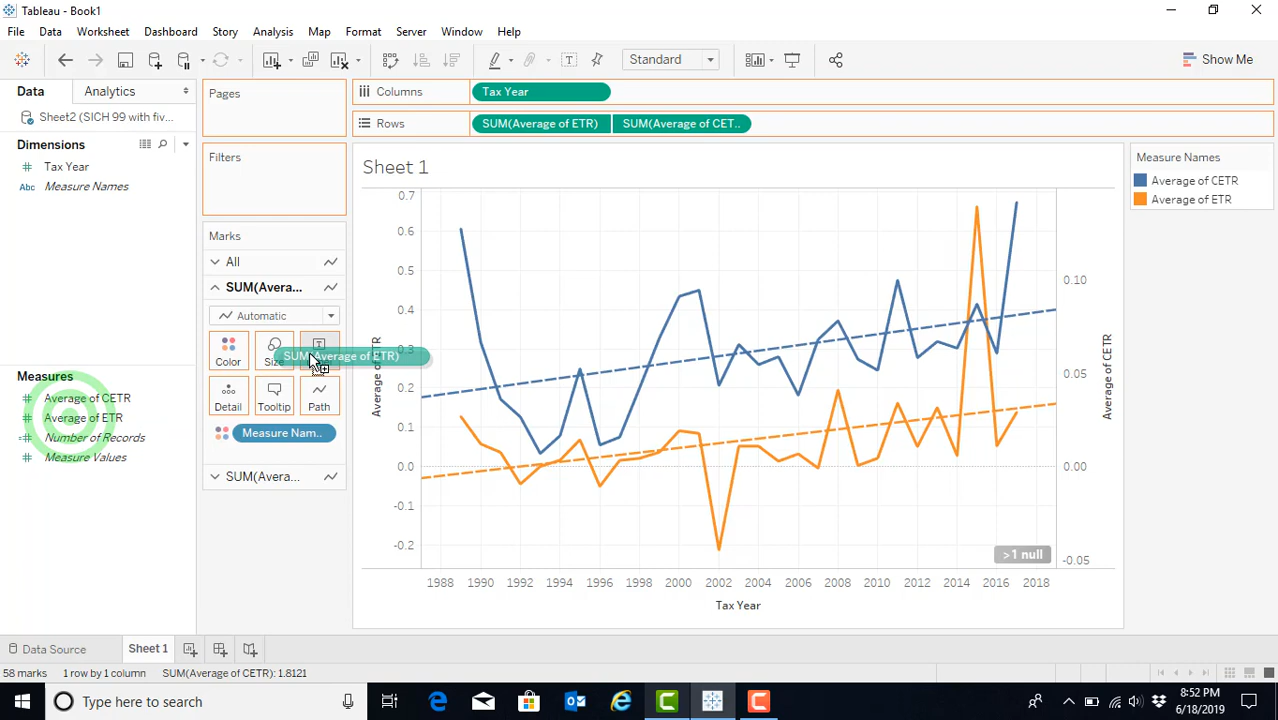 Tableau - Book1
File Data Worksheet Dashboard Story Analysis Map Format Server Window Help
Standard
Show Me
Data Analytics
Sheet2 (SICH 99 with fiv...
Dimensions
Tax Year
Abc Measure Names
Measures
Average of CETR
Average of ETR
Number of Records
Measure Values
Pages
Filters
Marks
All
SUM(Avera...
Automatic
Color
Detail Tooltip Path
SUM(Average of ETR)
Measure Nam..
SUM(Avera...
Columns Tax Year
Rows SUM(Average of ETR) SUM(Average of CET..
Sheet 1
Average of ETR
0.7
0.6
0.5
0.4
0.3
0.2
0.1
0.0
-0.1
-0.2
1988 1990 1992 1994 1996 1998 2000 2002 2004 2006 2008 2010 2012 2014 2016 2018
Tax Year
0.10
0.05
0.00
-0.05
Average of CETR
>1 null
Measure Names
Average of CETR
Average of ETR
Data Source Sheet 1
58 marks 1 row by 1 column SUM(Average of CETR): 1.8121
Type here to search
8:52 PM
6/18/2019